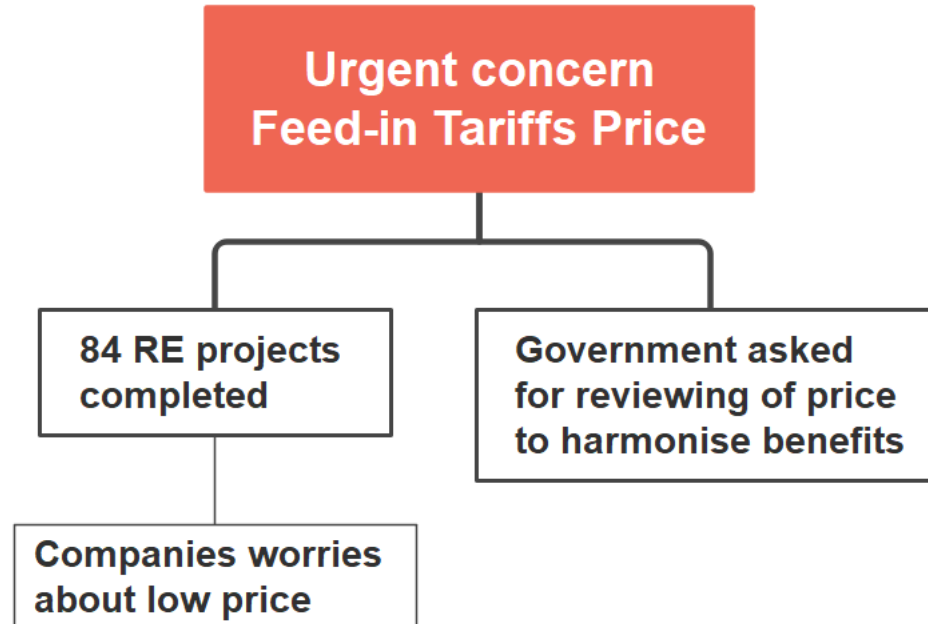 Urgent concern
Feed-in Tariffs Price
84 RE projects
completed
Government asked
for reviewing of price
to harmonise benefits
Companies worries
about low price